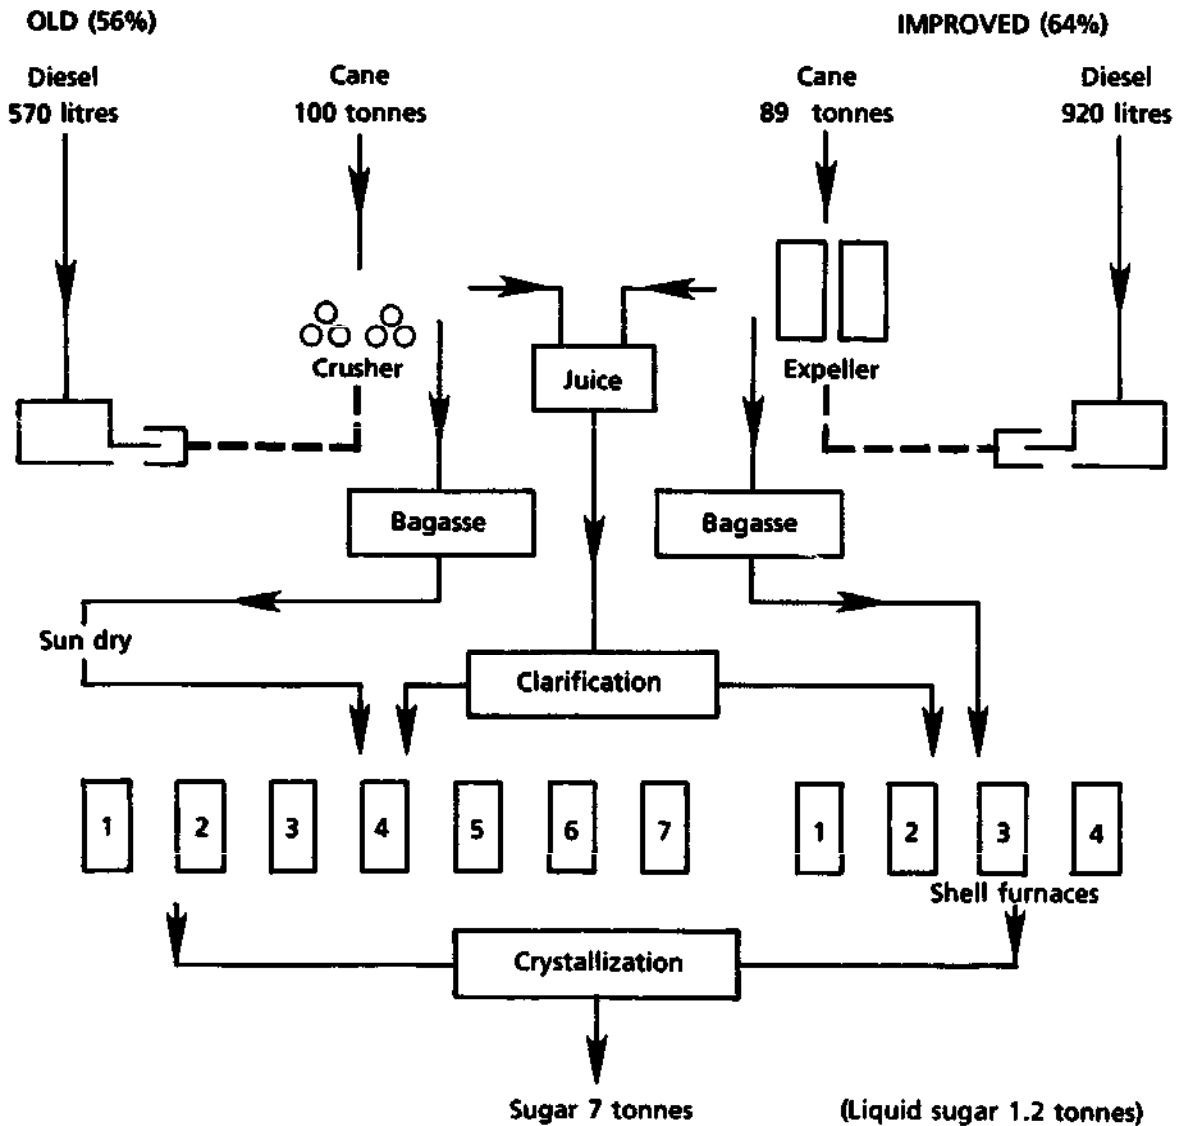 OLD (56%)
IMPROVED (64%)
Diesel
570 litres
Cane
100 tonnes
Cane
89 tonnes
Diesel
920 litres
Crusher
Juice
Expeller
Bagasse
Bagasse
Sun dry
Clarification
1
2
3
4
5
6
7
1
2
3
4
Shell furnaces
Crystallization
Sugar 7 tonnes
(Liquid sugar 1.2 tonnes)